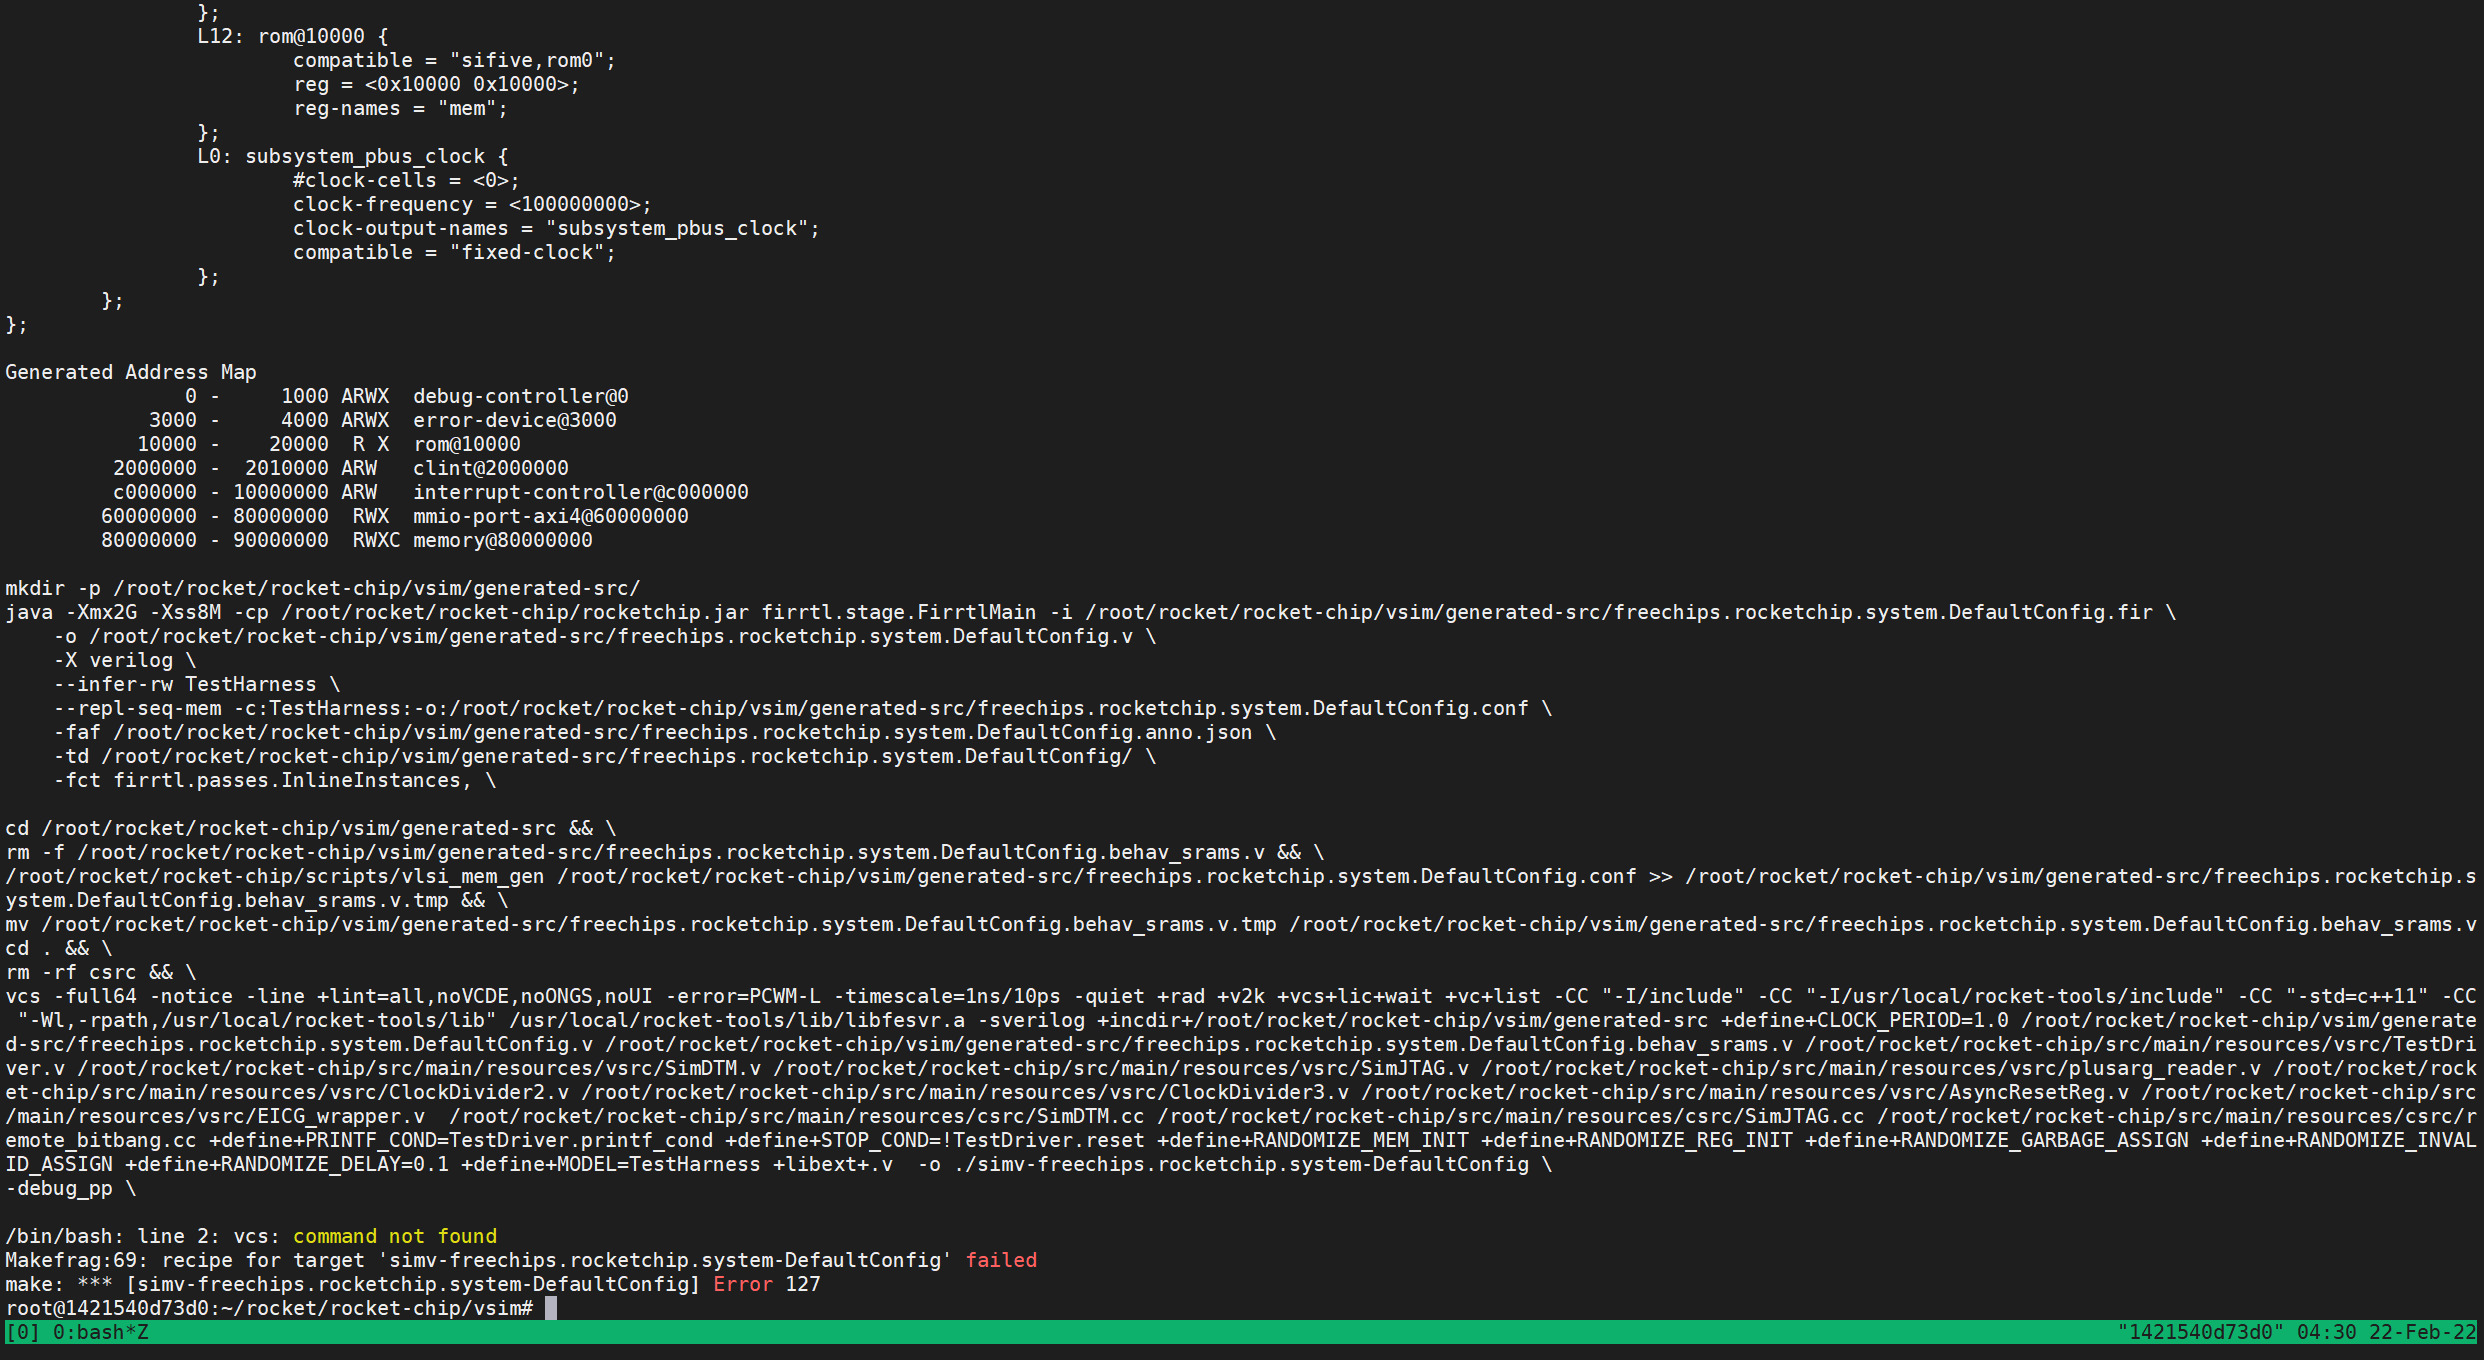 };
                L12: rom@10000 {
                        compatible = "sifive,rom0";
                        reg = <0x10000 0x10000>;
                        reg-names = "mem";
                };
                L0: subsystem_pbus_clock {
                        #clock-cells = <0>;
                        clock-frequency = <100000000>;
                        clock-output-names = "subsystem_pbus_clock";
                        compatible = "fixed-clock";
                };
        };
};

Generated Address Map
               0 -     1000 ARWX  debug-controller@0
            3000 -     4000 ARWX  error-device@3000
           10000 -    20000  R X  rom@10000
         2000000 -  2010000 ARW   clint@2000000
         c000000 - 10000000 ARW   interrupt-controller@c000000
        60000000 - 80000000  RWX  mmio-port-axi4@60000000
        80000000 - 90000000  RWXC memory@80000000

mkdir -p /root/rocket/rocket-chip/vsim/generated-src/
java -Xmx2G -Xss8M -cp /root/rocket/rocket-chip/rocketchip.jar firrtl.stage.FirrtlMain -i /root/rocket/rocket-chip/vsim/generated-src/freechips.rocketchip.system.DefaultConfig.fir \
    -o /root/rocket/rocket-chip/vsim/generated-src/freechips.rocketchip.system.DefaultConfig.v \
    -X verilog \
    --infer-rw TestHarness \
    --repl-seq-mem -c:TestHarness:-o:/root/rocket/rocket-chip/vsim/generated-src/freechips.rocketchip.system.DefaultConfig.conf \
    -faf /root/rocket/rocket-chip/vsim/generated-src/freechips.rocketchip.system.DefaultConfig.anno.json \
    -td /root/rocket/rocket-chip/vsim/generated-src/freechips.rocketchip.system.DefaultConfig/ \
    -fct firrtl.passes.InlineInstances, \

cd /root/rocket/rocket-chip/vsim/generated-src && \
rm -f /root/rocket/rocket-chip/vsim/generated-src/freechips.rocketchip.system.DefaultConfig.behav_srams.v && \
/root/rocket/rocket-chip/scripts/vlsi_mem_gen /root/rocket/rocket-chip/vsim/generated-src/freechips.rocketchip.system.DefaultConfig.conf >> /root/rocket/rocket-chip/vsim/generated-src/freechips.rocketchip.s
ystem.DefaultConfig.behav_srams.v.tmp && \
mv /root/rocket/rocket-chip/vsim/generated-src/freechips.rocketchip.system.DefaultConfig.behav_srams.v.tmp /root/rocket/rocket-chip/vsim/generated-src/freechips.rocketchip.system.DefaultConfig.behav_srams.v
cd . && \
rm -rf csrc && \
vcs -full64 -notice -line +lint=all,noVCDE,noONGS,noUI -error=PCWM-L -timescale=1ns/10ps -quiet +rad +v2k +vcs+lic+wait +vc+list -CC "-I/include" -CC "-I/usr/local/rocket-tools/include" -CC "-std=c++11" -CC
 "-Wl,-rpath,/usr/local/rocket-tools/lib" /usr/local/rocket-tools/lib/libfesvr.a -sverilog +incdir+/root/rocket/rocket-chip/vsim/generated-src +define+CLOCK_PERIOD=1.0 /root/rocket/rocket-chip/vsim/generate
d-src/freechips.rocketchip.system.DefaultConfig.v /root/rocket/rocket-chip/vsim/generated-src/freechips.rocketchip.system.DefaultConfig.behav_srams.v /root/rocket/rocket-chip/src/main/resources/vsrc/TestDri
ver.v /root/rocket/rocket-chip/src/main/resources/vsrc/SimDTM.v /root/rocket/rocket-chip/src/main/resources/vsrc/SimJTAG.v /root/rocket/rocket-chip/src/main/resources/vsrc/plusarg_reader.v /root/rocket/rock
et-chip/src/main/resources/vsrc/ClockDivider2.v /root/rocket/rocket-chip/src/main/resources/vsrc/ClockDivider3.v /root/rocket/rocket-chip/src/main/resources/vsrc/AsyncResetReg.v /root/rocket/rocket-chip/src
/main/resources/vsrc/EICG_wrapper.v  /root/rocket/rocket-chip/src/main/resources/csrc/SimDTM.cc /root/rocket/rocket-chip/src/main/resources/csrc/SimJTAG.cc /root/rocket/rocket-chip/src/main/resources/csrc/r
emote_bitbang.cc +define+PRINTF_COND=TestDriver.printf_cond +define+STOP_COND=!TestDriver.reset +define+RANDOMIZE_MEM_INIT +define+RANDOMIZE_REG_INIT +define+RANDOMIZE_GARBAGE_ASSIGN +define+RANDOMIZE_INVAL
ID_ASSIGN +define+RANDOMIZE_DELAY=0.1 +define+MODEL=TestHarness +libext+.v  -o ./simv-freechips.rocketchip.system-DefaultConfig \
-debug_pp \

/bin/bash: line 2: vcs: command not found
Makefrag:69: recipe for target 'simv-freechips.rocketchip.system-DefaultConfig' failed
make: *** [simv-freechips.rocketchip.system-DefaultConfig] Error 127
root@1421540d73d0:~/rocket/rocket-chip/vsim#
[0] 0:bash*Z "1421540d73d0" 04:30 22-Feb-22